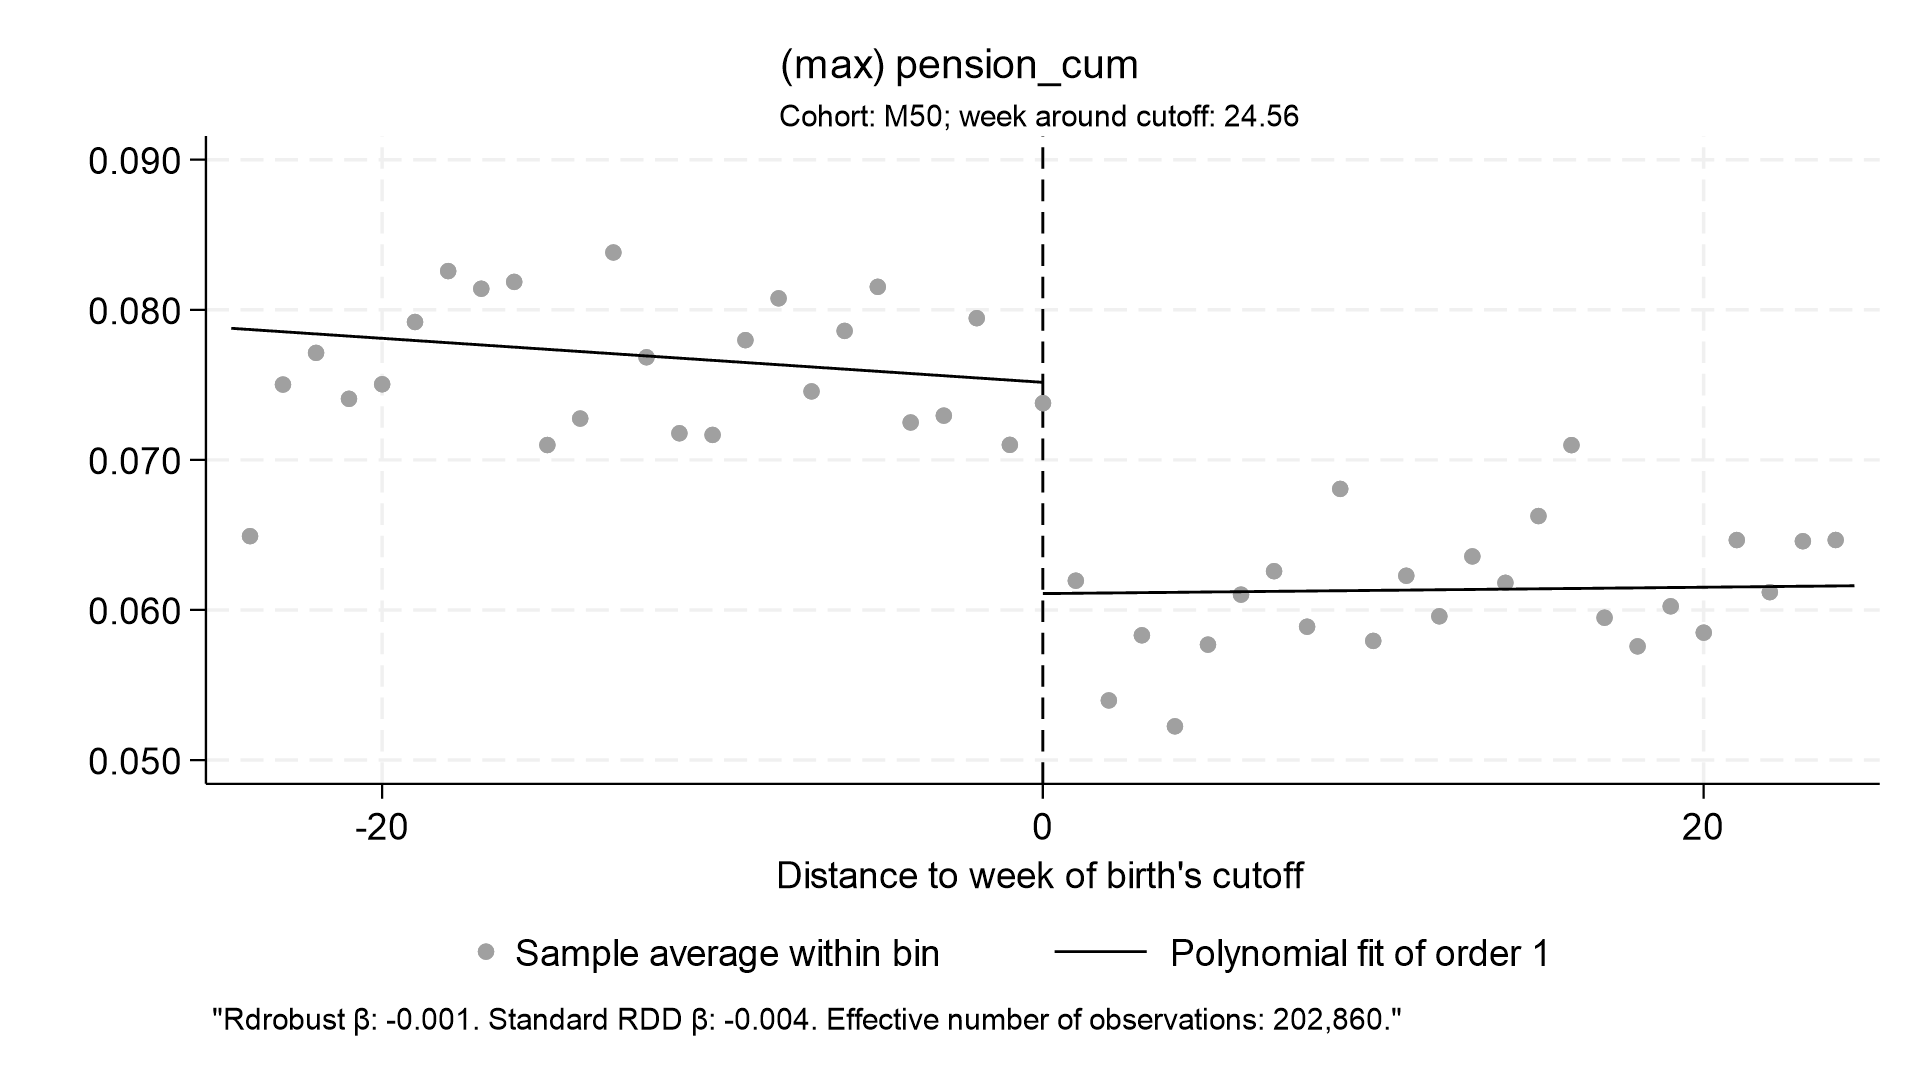 (max) pension_cum
Cohort: M50; week around cutoff: 24.56
0.090
0.080
0.070
0.060
0.050
-20 0 20
Distance to week of birth's cutoff
Sample average within bin Polynomial fit of order 1
"Rdrobust β: -0.001. Standard RDD β: -0.004. Effective number of observations: 202,860."